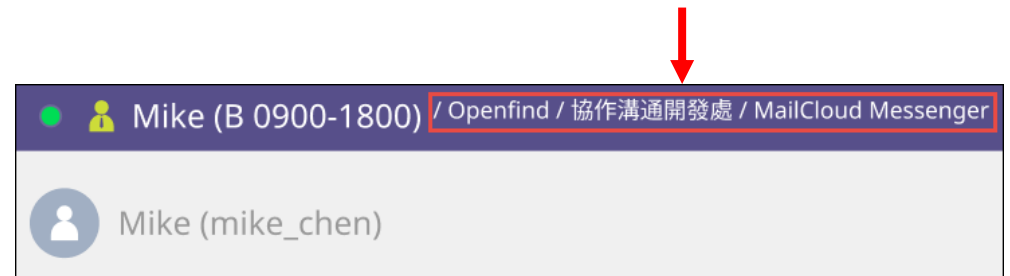 Mike (B 0900-1800) / Openfind / 協作溝通開發處 / MailCloud Messenger
Mike (mike_chen)